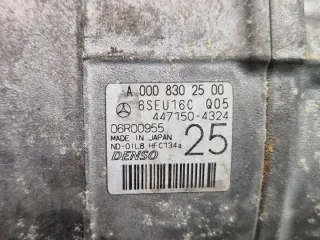 A 000 830 25 00
6SEU16C Q05
447150-4324
06R00955
MADE IN JAPAN
ND-OIL8 HFC134a
25
DENSO